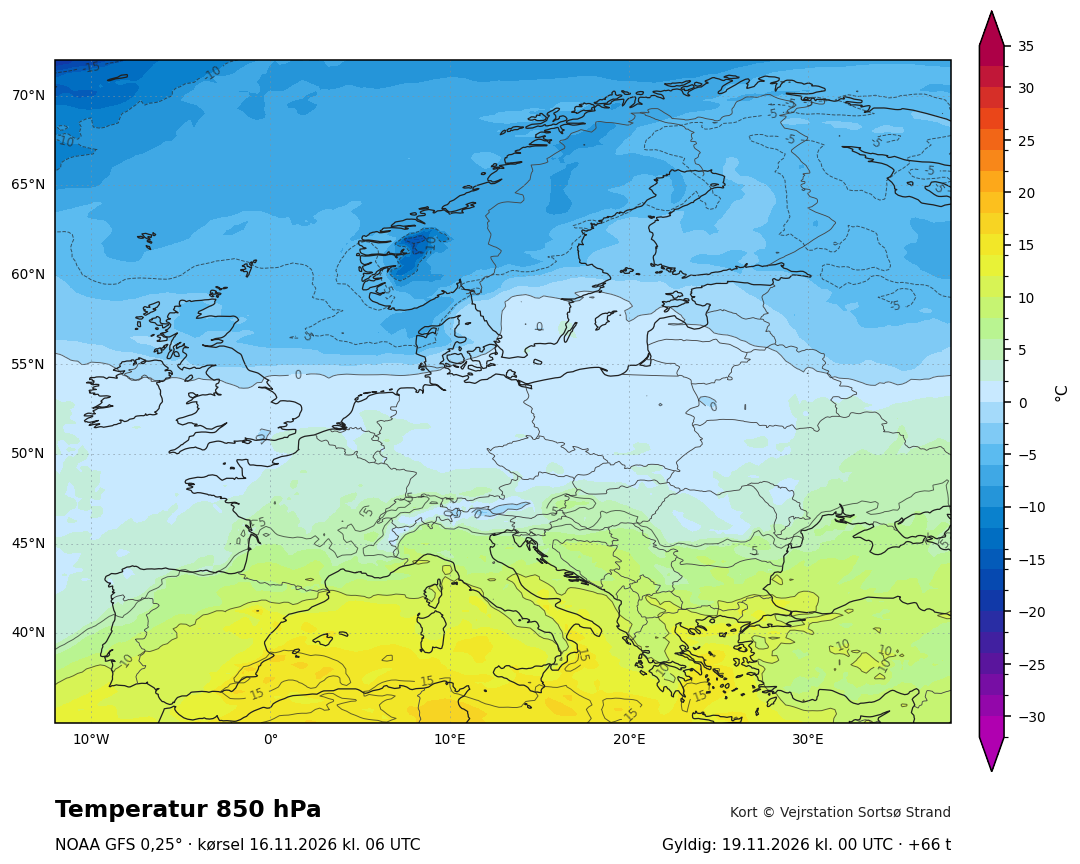 70°N
65°N
60°N
55°N
50°N
45°N
40°N
10°W
0°
10°E
20°E
30°E
35
30
25
20
15
10
5
0
−5
−10
−15
−20
−25
−30
°C
Temperatur 850 hPa
Kort © Vejrstation Sortsø Strand
NOAA GFS 0,25° · kørsel 16.11.2026 kl. 06 UTC
Gyldig: 19.11.2026 kl. 00 UTC · +66 t